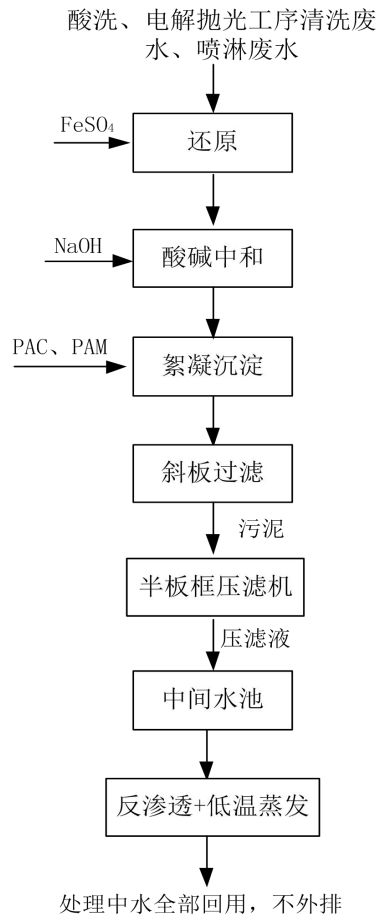 酸洗、电解抛光工序清洗废
水、喷淋废水
FeSO₄
还原
NaOH
酸碱中和
PAC、PAM
絮凝沉淀
斜板过滤
污泥
半板框压滤机
压滤液
中间水池
反渗透+低温蒸发
处理中水全部回用，不外排